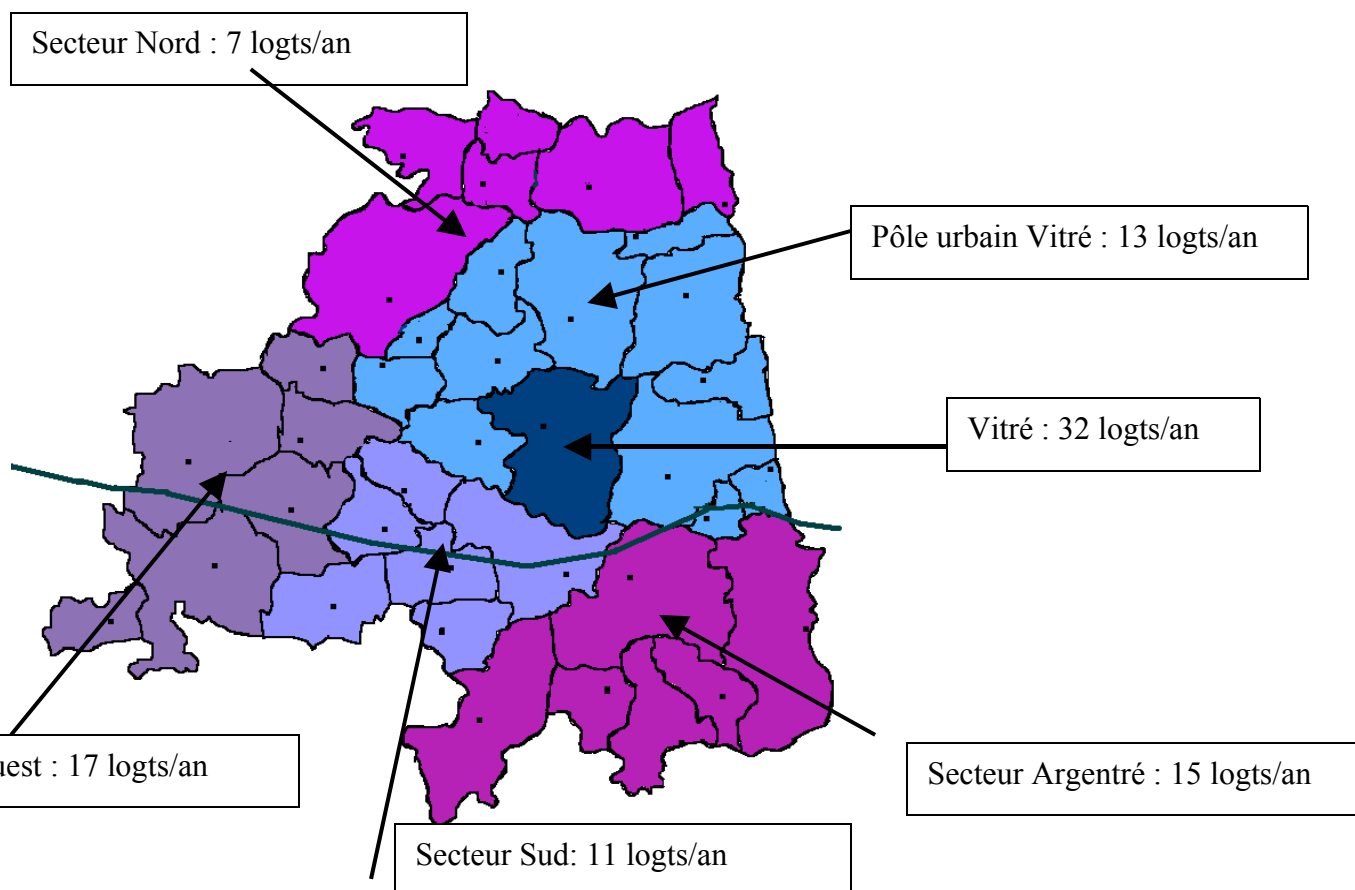 Secteur Nord : 7 logts/an
Pôle urbain Vitré : 13 logts/an
Vitré : 32 logts/an
uest : 17 logts/an
Secteur Argentré : 15 logts/an
Secteur Sud: 11 logts/an